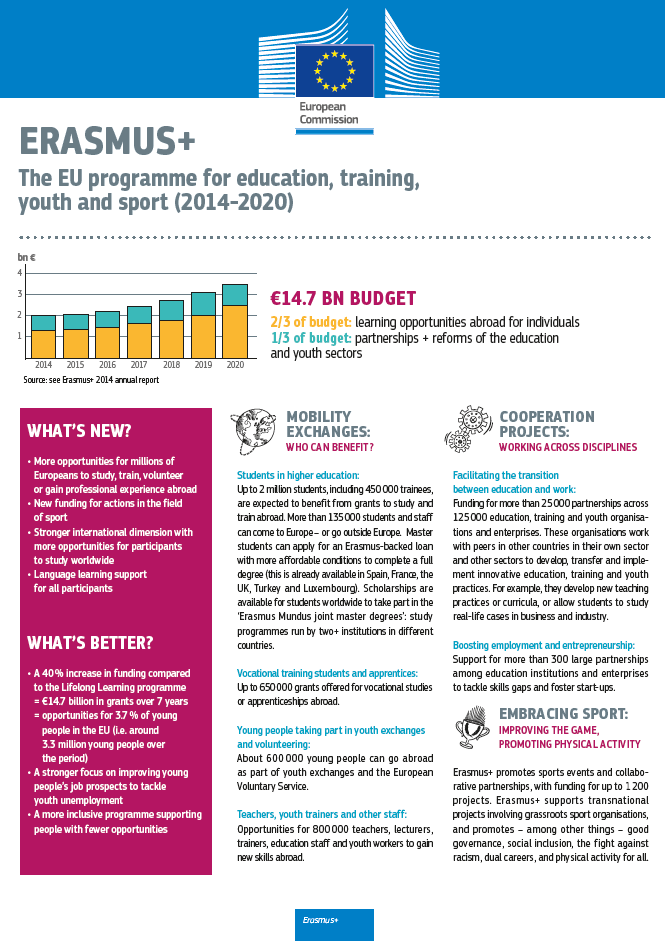 European
Commission
ERASMUS+
The EU programme for education, training,
youth and sport (2014-2020)
bn €
4
3
2
1
2014 2015 2016 2017 2018 2019 2020
Source: see Erasmus+ 2014 annual report
€14.7 BN BUDGET
2/3 of budget: learning opportunities abroad for individuals
1/3 of budget: partnerships + reforms of the education
and youth sectors
WHAT'S NEW?
• More opportunities for millions of
Europeans to study, train, volunteer
or gain professional experience abroad
• New funding for actions in the field
of sport
• Stronger international dimension with
more opportunities for participants
to study worldwide
• Language learning support
for all participants
WHAT'S BETTER?
• A 40% increase in funding compared
to the Lifelong Learning programme
= €14.7 billion in grants over 7 years
= opportunities for 3.7 % of young
people in the EU (i.e. around
3.3 million young people over
the period)
• A stronger focus on improving young
people's job prospects to tackle
youth unemployment
• A more inclusive programme supporting
people with fewer opportunities
MOBILITY
EXCHANGES:
WHO CAN BENEFIT?
Students in higher education:
Up to 2 million students, including 450 000 trainees,
are expected to benefit from grants to study and
train abroad. More than 135 000 students and staff
can come to Europe – or go outside Europe. Master
students can apply for an Erasmus-backed loan
with more affordable conditions to complete a full
degree (this is already available in Spain, France, the
UK, Turkey and Luxembourg). Scholarships are
available for students worldwide to take part in the
'Erasmus Mundus joint master degrees': study
programmes run by two+ institutions in different
countries.
Vocational training students and apprentices:
Up to 650 000 grants offered for vocational studies
or apprenticeships abroad.
Young people taking part in youth exchanges
and volunteering:
About 600 000 young people can go abroad
as part of youth exchanges and the European
Voluntary Service.
Teachers, youth trainers and other staff:
Opportunities for 800 000 teachers, lecturers,
trainers, education staff and youth workers to gain
new skills abroad.
COOPERATION
PROJECTS:
WORKING ACROSS DISCIPLINES
Facilitating the transition
between education and work:
Funding for more than 25 000 partnerships across
125 000 education, training and youth organisa-
tions and enterprises. These organisations work
with peers in other countries in their own sector
and other sectors to develop, transfer and imple-
ment innovative education, training and youth
practices. For example, they develop new teaching
practices or curricula, or allow students to study
real-life cases in business and industry.
Boosting employment and entrepreneurship:
Support for more than 300 large partnerships
among education institutions and enterprises
to tackle skills gaps and foster start-ups.
EMBRACING SPORT:
IMPROVING THE GAME,
PROMOTING PHYSICAL ACTIVITY
Erasmus+ promotes sports events and collabo-
rative partnerships, with funding for up to 1 200
projects. Erasmus+ supports transnational
projects involving grassroots sport organisations,
and promotes – among other things – good
governance, social inclusion, the fight against
racism, dual careers, and physical activity for all.
Erasmus+